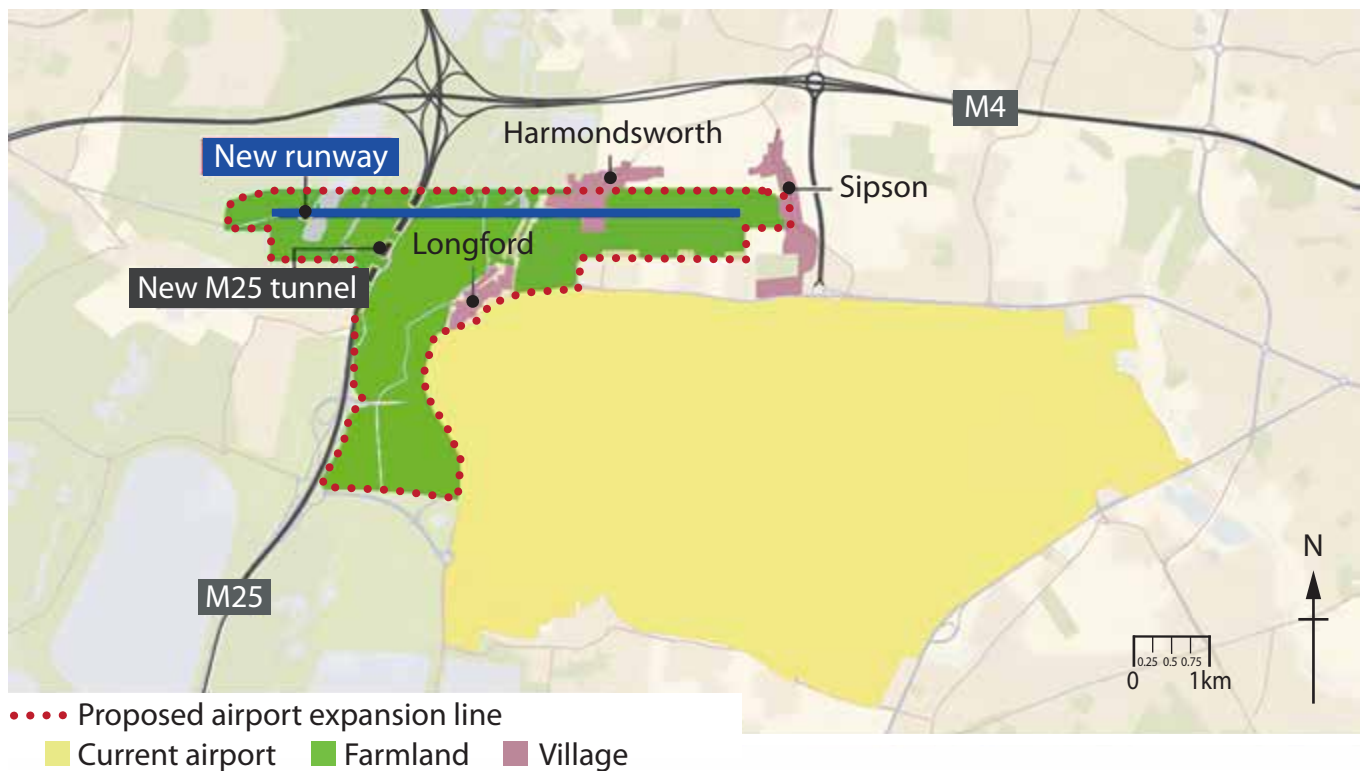 M4
Harmondsworth
New runway
Sipson
Longford
New M25 tunnel
N
M25
0.25 0.5 0.75
0 1km
Proposed airport expansion line
Current airport Farmland Village